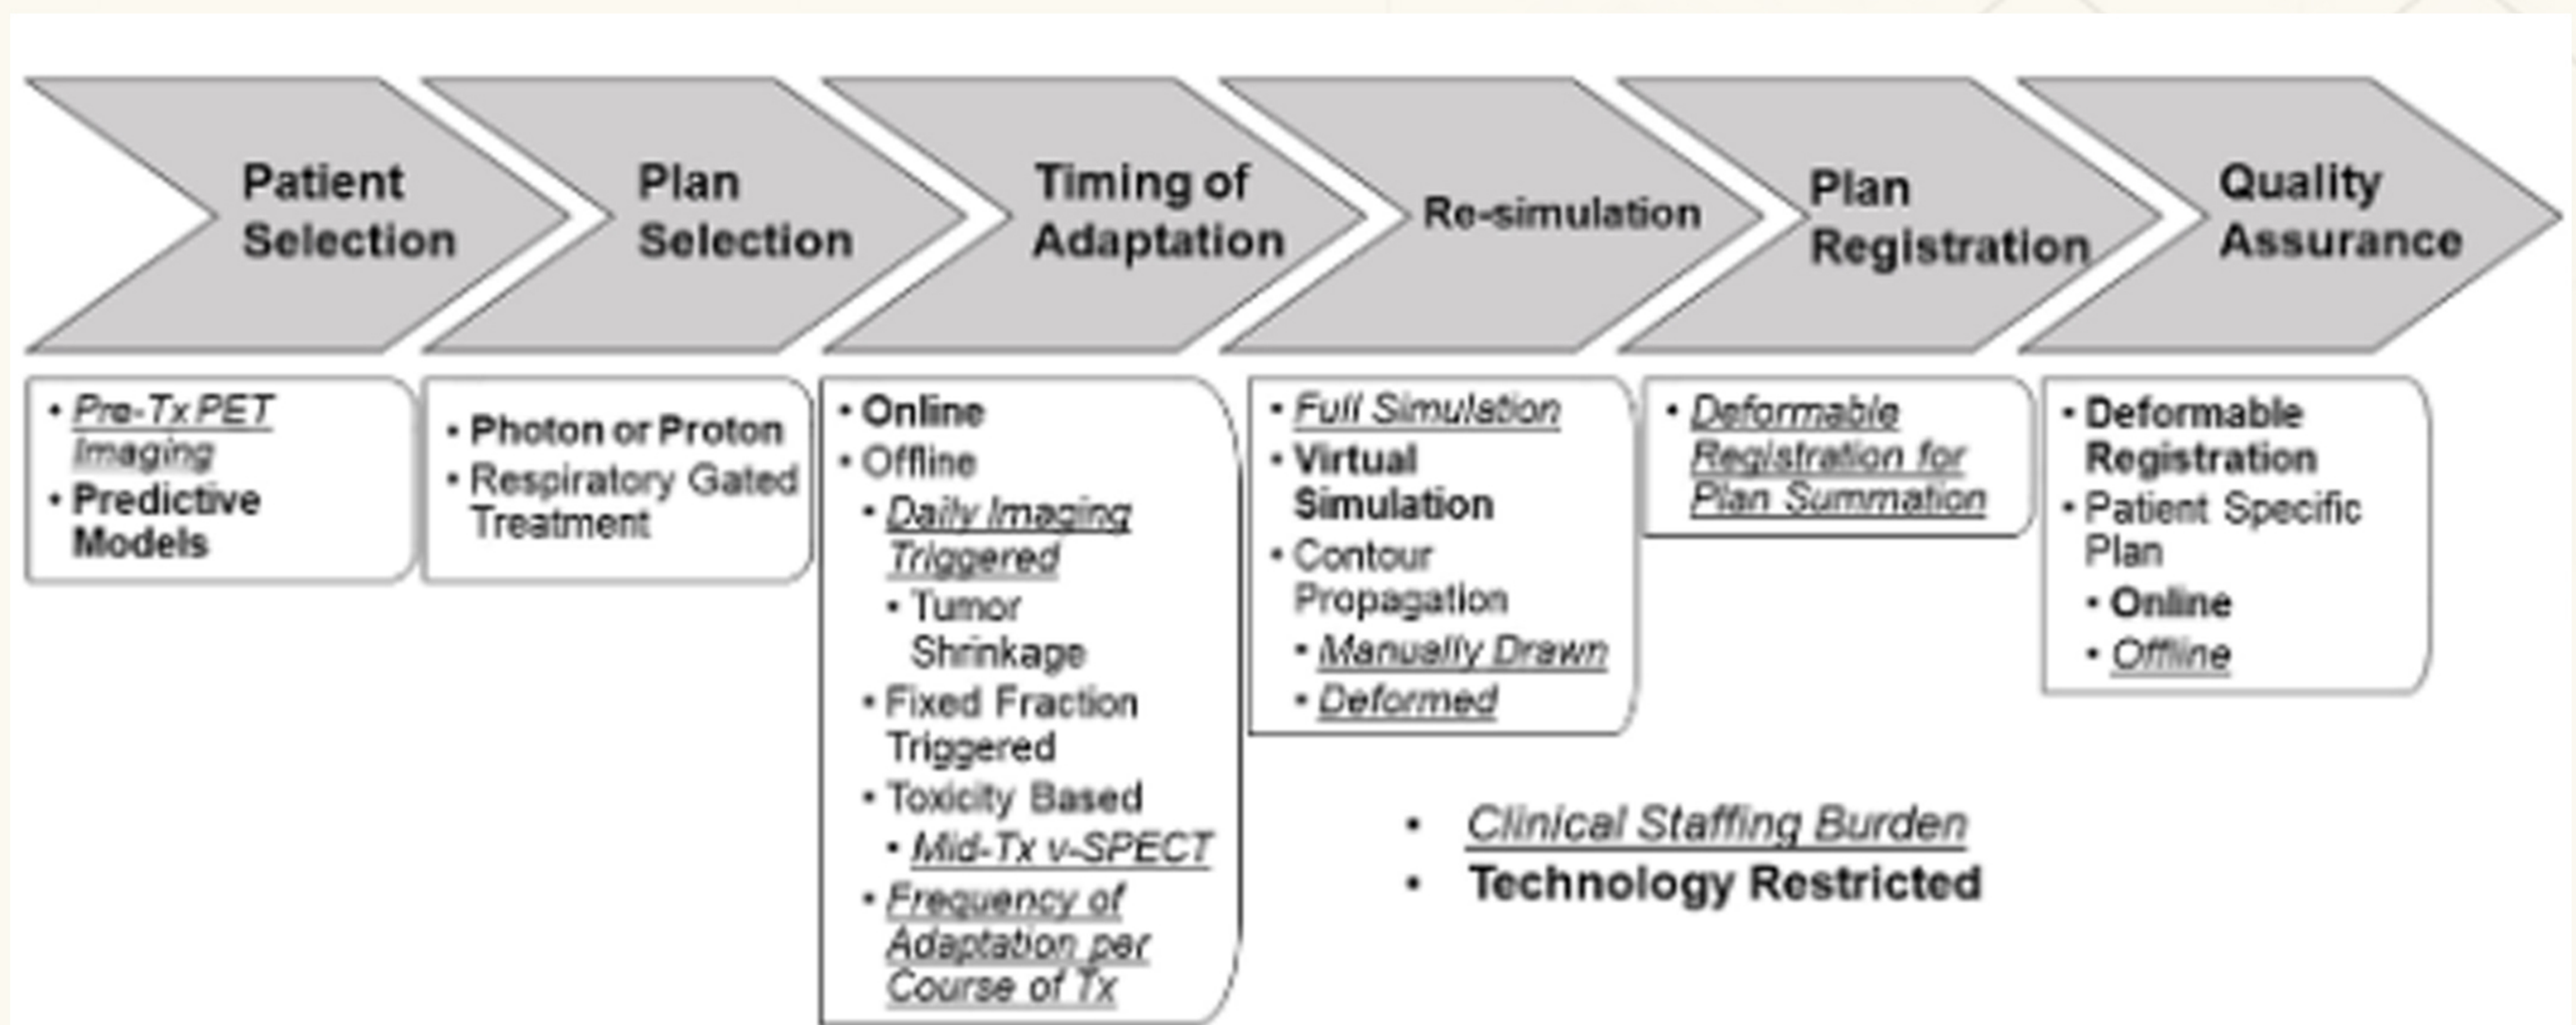 Patient
Selection
Plan
Selection
Timing of
Adaptation
Re-simulation
Plan
Registration
Quality
Assurance
• Pre-Tx PET
Imaging
• Predictive
Models
• Photon or Proton
• Respiratory Gated
Treatment
• Online
• Offline
• Daily Imaging
Triggered
• Tumor
Shrinkage
• Fixed Fraction
Triggered
• Toxicity Based
• Mid-Tx v-SPECT
• Frequency of
Adaptation per
Course of Tx
• Full Simulation
• Virtual
Simulation
• Contour
Propagation
• Manually Drawn
• Deformed
• Deformable
Registration for
Plan Summation
• Deformable
Registration
• Patient Specific
Plan
• Online
• Offline
• Clinical Staffing Burden
• Technology Restricted